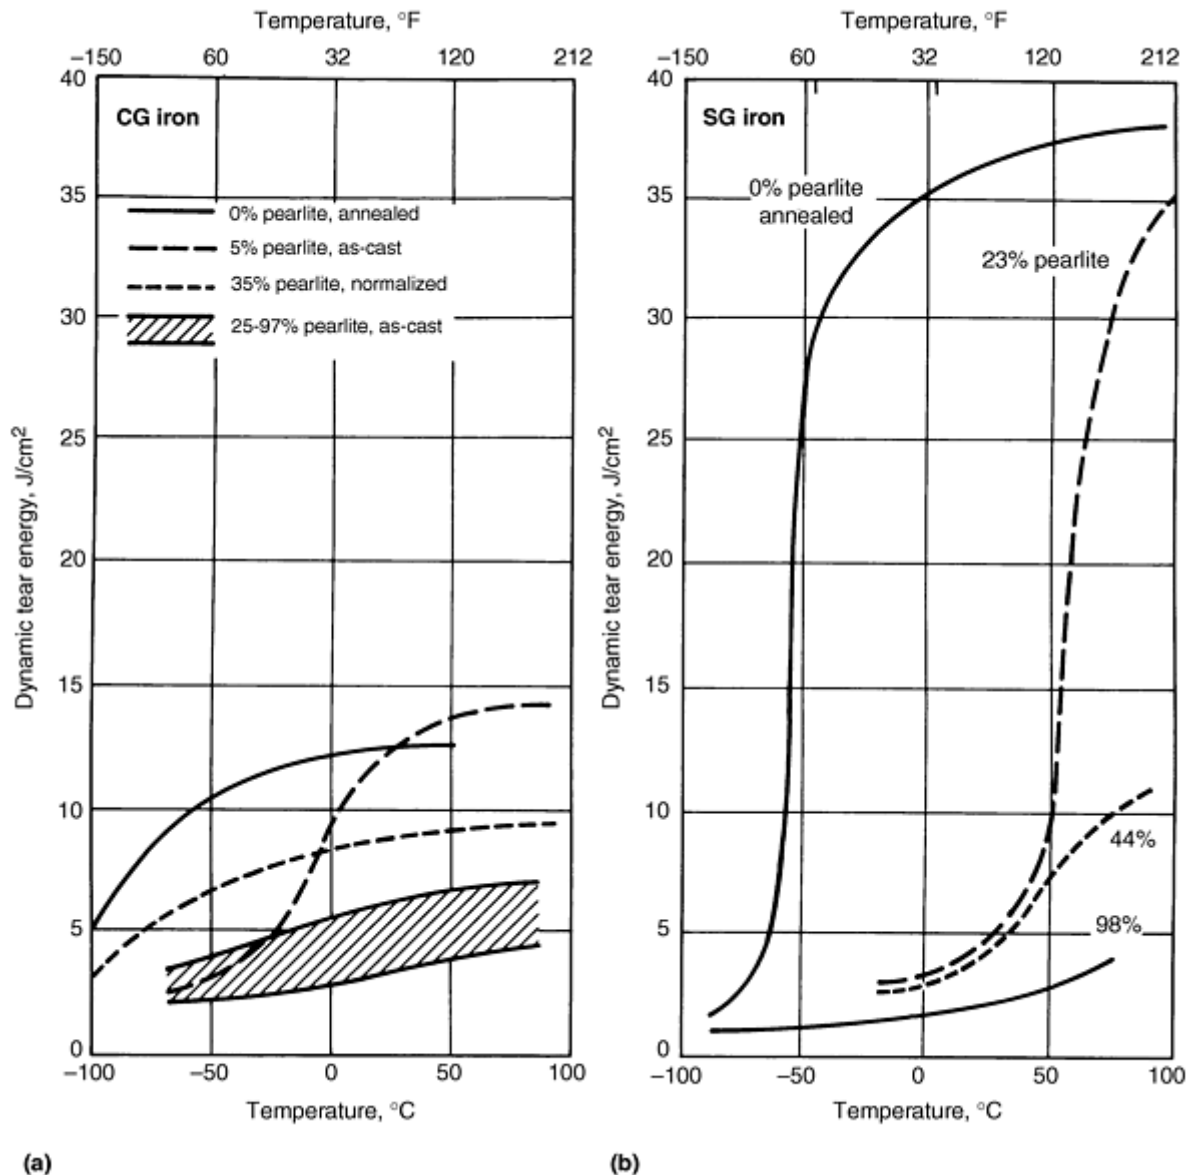 Temperature, °F
–150 60 32 120 212
40
35
30
25
20
15
10
5
0
Dynamic tear energy, J/cm²
CG iron
0% pearlite, annealed
5% pearlite, as-cast
35% pearlite, normalized
25-97% pearlite, as-cast
–100 –50 0 50 100
Temperature, °C
(a)
Temperature, °F
–150 60 32 120 212
40
35
30
25
20
15
10
5
0
Dynamic tear energy, J/cm²
SG iron
0% pearlite
annealed
23% pearlite
44%
98%
–100 –50 0 50 100
Temperature, °C
(b)